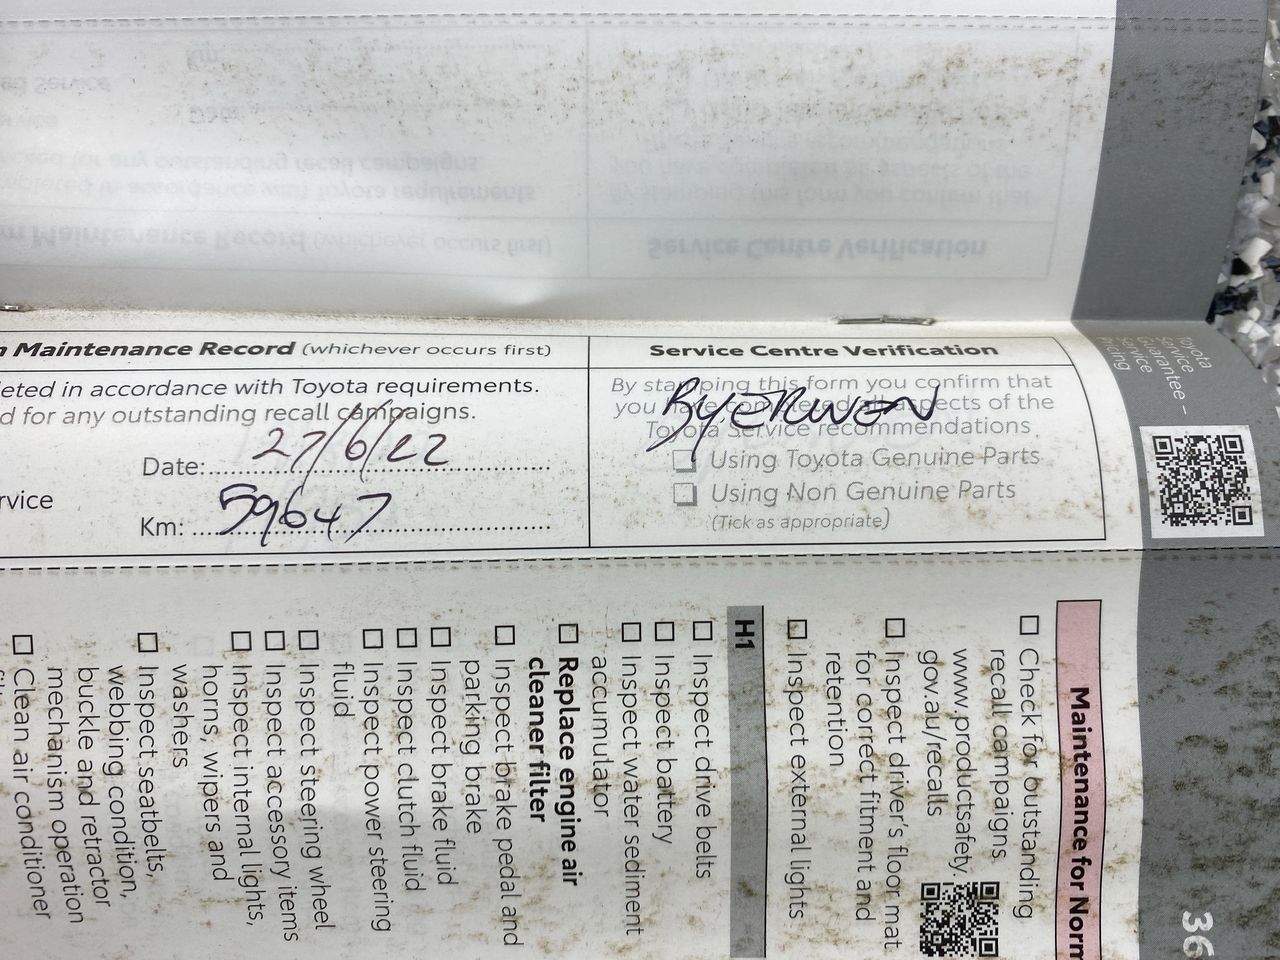 n Maintenance Record (whichever occurs first)
eted in accordance with Toyota requirements.
d for any outstanding recall campaigns.
Date: 27/6/22
rvice
Km: 59647
Service Centre Verification
By stamping this form you confirm that
you have completed all aspects of the
Toyota Service recommendations
BYERWEN
☐ Using Toyota Genuine Parts
☐ Using Non Genuine Parts
(Tick as appropriate)
Toyota
Service
Guarantee –
Service
Pricing
36
Maintenance for Norm
☐ Check for outstanding
recall campaigns.
www.productsafety.
gov.au/recalls
☐ Inspect driver's floor mat
for correct fitment and
retention
☐ Inspect external lights
H1
☐ Inspect drive belts
☐ Inspect battery
☐ Inspect water sediment
accumulator
☐ Replace engine air
cleaner filter
☐ Inspect brake pedal and
parking brake
☐ Inspect brake fluid
☐ Inspect clutch fluid
☐ Inspect power steering
fluid
☐ Inspect steering wheel
☐ Inspect accessory items
☐ Inspect internal lights,
horns, wipers and
washers
☐ Inspect seatbelts,
webbing condition,
buckle and retractor
mechanism operation
☐ Clean air conditioner